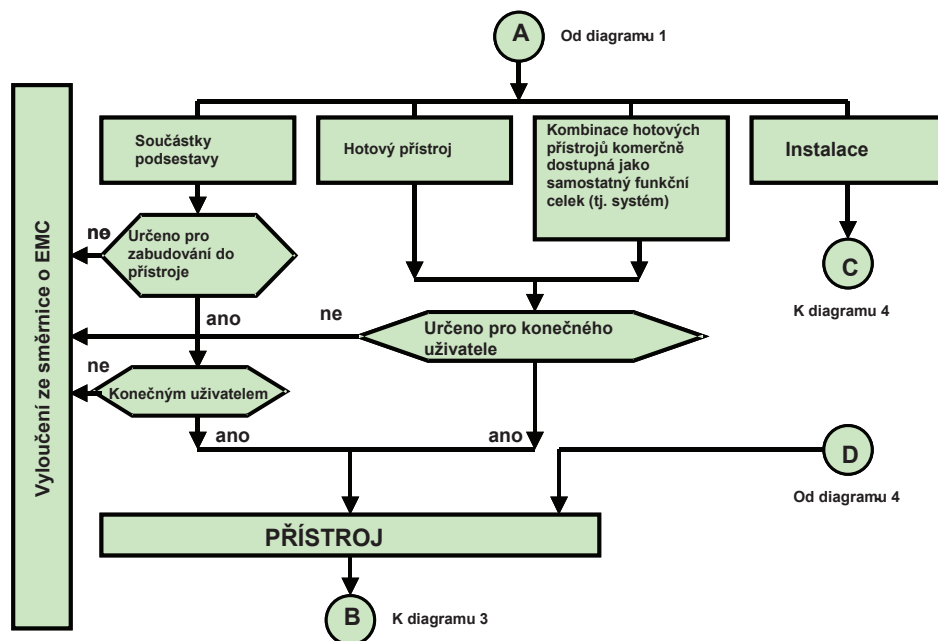 A
Od diagramu 1
Vyloučení ze směrnice o EMC
Součástky
podsestavy
Hotový přístroj
Kombinace hotových
přístrojů komerčně
dostupná jako
samostatný funkční
celek (tj. systém)
Instalace
ne
Určeno pro
zabudování do
přístroje
C
K diagramu 4
ano
ne
Určeno pro konečného
uživatele
ne
Konečným uživatelem
ano
ano
D
Od diagramu 4
PŘÍSTROJ
B
K diagramu 3